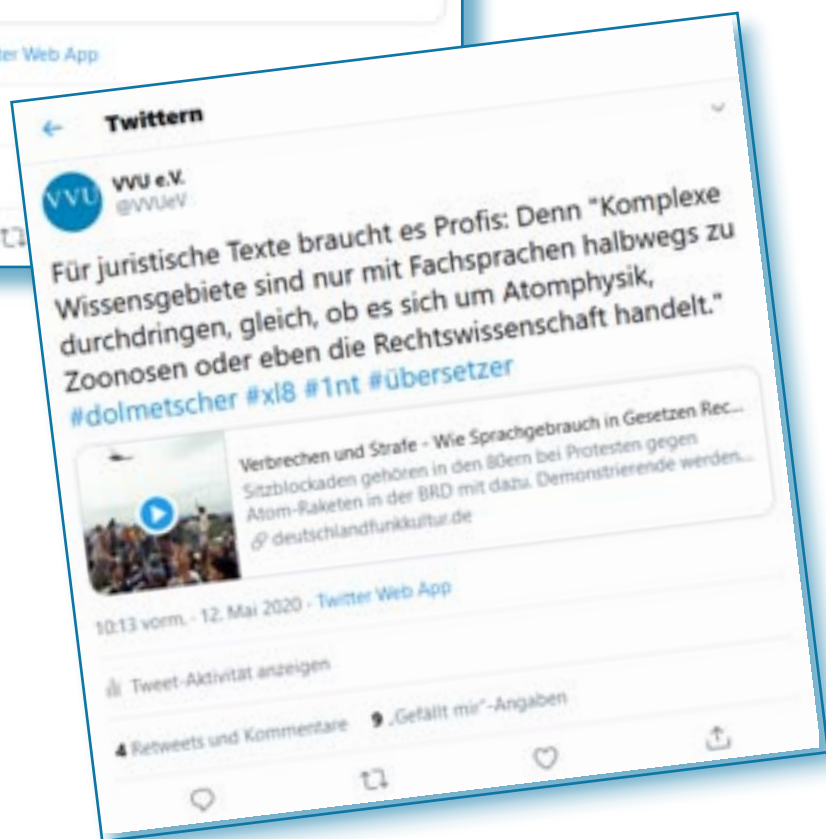 ter Web App
Twittern
VVU
VVU e.V.
@VVUeV
Für juristische Texte braucht es Profis: Denn "Komplexe
Wissensgebiete sind nur mit Fachsprachen halbwegs zu
durchdringen, gleich, ob es sich um Atomphysik,
Zoonosen oder eben die Rechtswissenschaft handelt."
#dolmetscher #xl8 #1nt #übersetzer
Verbrechen und Strafe - Wie Sprachgebrauch in Gesetzen Rec...
Sitzblockaden gehören in den 80ern bei Protesten gegen
Atom-Raketen in der BRD mit dazu. Demonstrierende werden...
deutschlandfunkkultur.de
10:13 vorm. · 12. Mai 2020 · Twitter Web App
Tweet-Aktivität anzeigen
4 Retweets und Kommentare 9 „Gefällt mir"-Angaben